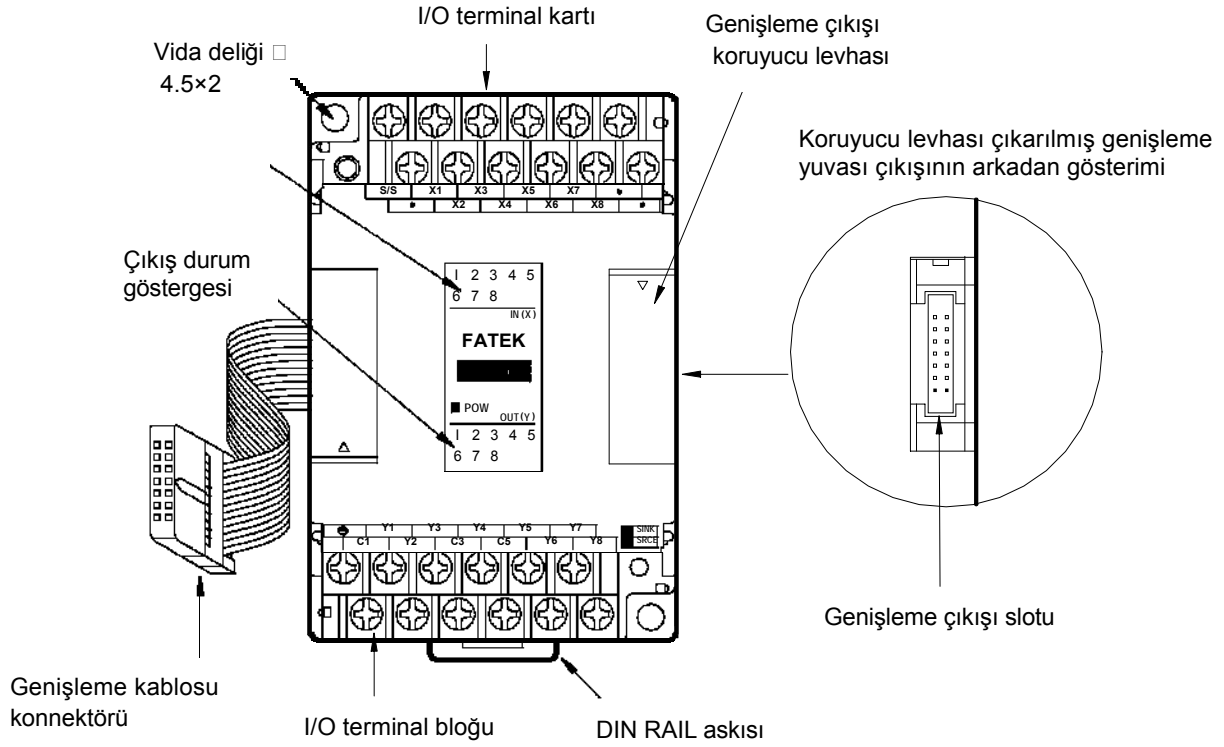 I/O terminal kartı
Genişleme çıkışı
koruyucu levhası
Vida deliği □
4.5×2
Koruyucu levhası çıkarılmış genişleme
yuvası çıkışının arkadan gösterimi
S/S X1 X3 X5 X7
X2 X4 X6 X8
Çıkış durum
göstergesi
1 2 3 4 5
6 7 8
IN (X)
FATEK
POW
OUT(Y)
1 2 3 4 5
6 7 8
Y1 Y3 Y4 Y5 Y7
C1 Y2 C3 C5 Y6 Y8
SINK
SRCE
Genişleme çıkışı slotu
Genişleme kablosu
konnektörü
I/O terminal bloğu
DIN RAIL askısı